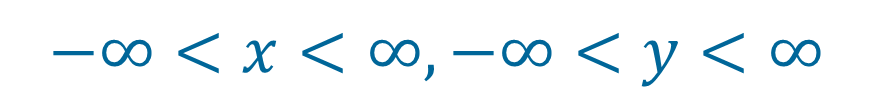 −∞ < x < ∞, −∞ < y < ∞